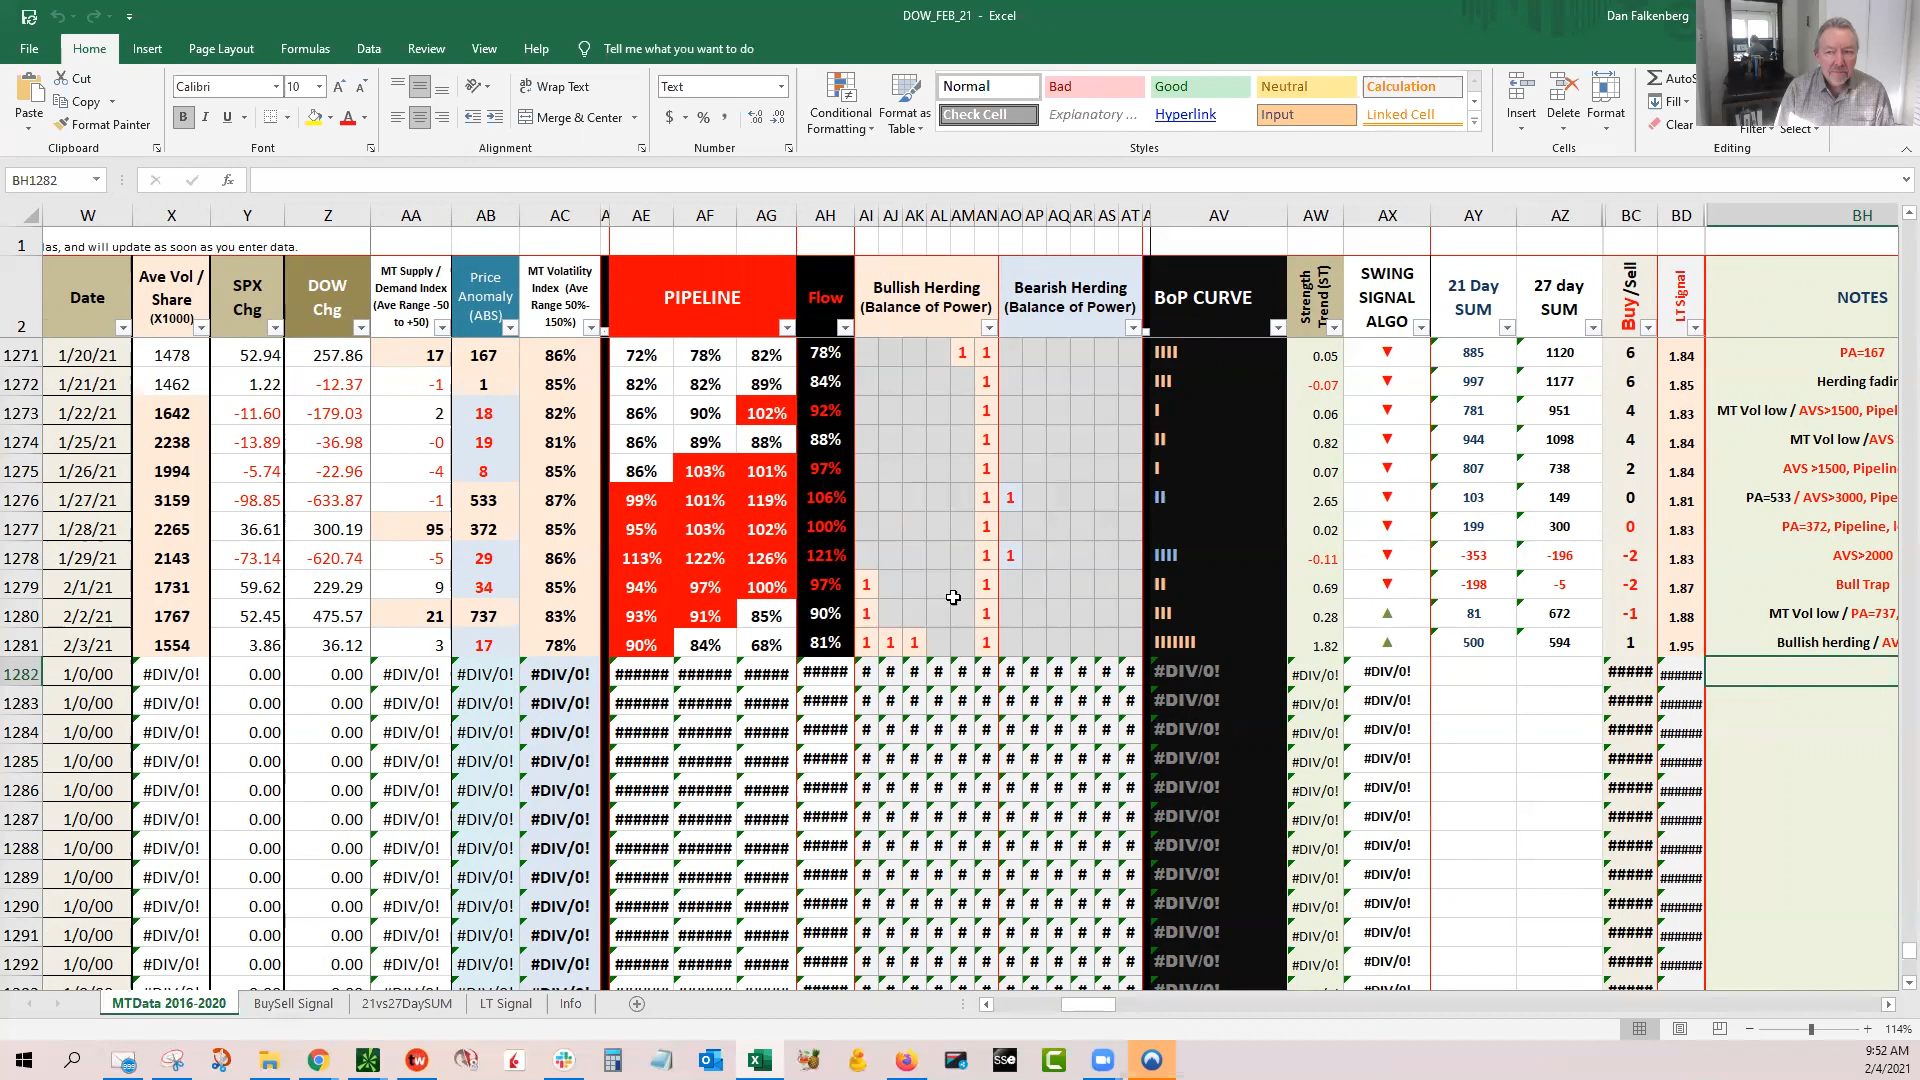 DOW_FEB_21 - Excel
Dan Falkenberg
File Home Insert Page Layout Formulas Data Review View Help Tell me what you want to do
Paste
Cut
Copy
Format Painter
Clipboard
Calibri 10
B I U
Font
Wrap Text
Merge & Center
Alignment
Text
$ % ,
Number
Conditional Formatting
Format as Table
Normal Bad Good Neutral Calculation
Check Cell Explanatory ... Hyperlink Input Linked Cell
Styles
Insert Delete Format
Cells
AutoS
Fill
Clear
Filter Select
Editing
BH1282
fx
W X Y Z AA AB AC AE AF AG AH AI AJ AK AL AM AN AO AP AQ AR AS AT AV AW AX AY AZ BC BD BH
1 las, and will update as soon as you enter data.
2
Date
Ave Vol / Share (X1000)
SPX Chg
DOW Chg
MT Supply / Demand Index (Ave Range -50 to +50)
Price Anomaly (ABS)
MT Volatility Index (Ave Range 50%-150%)
PIPELINE
Flow
Bullish Herding (Balance of Power)
Bearish Herding (Balance of Power)
BoP CURVE
Strength Trend (ST)
SWING SIGNAL ALGO
21 Day SUM
27 day SUM
Buy/sell
LT Signal
NOTES
1271 1/20/21 1478 52.94 257.86 17 167 86% 72% 78% 82% 78% 1 1 IIII 0.05 ▼ 885 1120 6 1.84 PA=167
1272 1/21/21 1462 1.22 -12.37 -1 1 85% 82% 82% 89% 84% 1 III -0.07 ▼ 997 1177 6 1.85 Herding fadin
1273 1/22/21 1642 -11.60 -179.03 2 18 82% 86% 90% 102% 92% 1 I 0.06 ▼ 781 951 4 1.83 MT Vol low / AVS>1500, Pipel
1274 1/25/21 2238 -13.89 -36.98 -0 19 81% 86% 89% 88% 88% 1 II 0.82 ▼ 944 1098 4 1.84 MT Vol low /AVS
1275 1/26/21 1994 -5.74 -22.96 -4 8 85% 86% 103% 101% 97% 1 I 0.07 ▼ 807 738 2 1.84 AVS >1500, Pipelin
1276 1/27/21 3159 -98.85 -633.87 -1 533 87% 99% 101% 119% 106% 1 1 II 2.65 ▼ 103 149 0 1.81 PA=533 / AVS>3000, Pipe
1277 1/28/21 2265 36.61 300.19 95 372 85% 95% 103% 102% 100% 1 0.02 ▼ 199 300 0 1.83 PA=372, Pipeline, l
1278 1/29/21 2143 -73.14 -620.74 -5 29 86% 113% 122% 126% 121% 1 1 IIII -0.11 ▼ -353 -196 -2 1.83 AVS>2000
1279 2/1/21 1731 59.62 229.29 9 34 85% 94% 97% 100% 97% 1 1 II 0.69 ▼ -198 -5 -2 1.87 Bull Trap
1280 2/2/21 1767 52.45 475.57 21 737 83% 93% 91% 85% 90% 1 1 III 0.28 ▲ 81 672 -1 1.88 MT Vol low / PA=737,
1281 2/3/21 1554 3.86 36.12 3 17 78% 90% 84% 68% 81% 1 1 1 1 IIIIIII 1.82 ▲ 500 594 1 1.95 Bullish herding / AV
1282 1/0/00 #DIV/0! 0.00 0.00 #DIV/0! #DIV/0! #DIV/0! ###### ###### ##### ##### # # # # # # # # # # # # #DIV/0! #DIV/0! #DIV/0! ##### ######
1283 1/0/00 #DIV/0! 0.00 0.00 #DIV/0! #DIV/0! #DIV/0! ###### ###### ##### ##### # # # # # # # # # # # # #DIV/0! #DIV/0! #DIV/0! ##### ######
1284 1/0/00 #DIV/0! 0.00 0.00 #DIV/0! #DIV/0! #DIV/0! ###### ###### ##### ##### # # # # # # # # # # # # #DIV/0! #DIV/0! #DIV/0! ##### ######
1285 1/0/00 #DIV/0! 0.00 0.00 #DIV/0! #DIV/0! #DIV/0! ###### ###### ##### ##### # # # # # # # # # # # # #DIV/0! #DIV/0! #DIV/0! ##### ######
1286 1/0/00 #DIV/0! 0.00 0.00 #DIV/0! #DIV/0! #DIV/0! ###### ###### ##### ##### # # # # # # # # # # # # #DIV/0! #DIV/0! #DIV/0! ##### ######
1287 1/0/00 #DIV/0! 0.00 0.00 #DIV/0! #DIV/0! #DIV/0! ###### ###### ##### ##### # # # # # # # # # # # # #DIV/0! #DIV/0! #DIV/0! ##### ######
1288 1/0/00 #DIV/0! 0.00 0.00 #DIV/0! #DIV/0! #DIV/0! ###### ###### ##### ##### # # # # # # # # # # # # #DIV/0! #DIV/0! #DIV/0! ##### ######
1289 1/0/00 #DIV/0! 0.00 0.00 #DIV/0! #DIV/0! #DIV/0! ###### ###### ##### ##### # # # # # # # # # # # # #DIV/0! #DIV/0! #DIV/0! ##### ######
1290 1/0/00 #DIV/0! 0.00 0.00 #DIV/0! #DIV/0! #DIV/0! ###### ###### ##### ##### # # # # # # # # # # # # #DIV/0! #DIV/0! #DIV/0! ##### ######
1291 1/0/00 #DIV/0! 0.00 0.00 #DIV/0! #DIV/0! #DIV/0! ###### ###### ##### ##### # # # # # # # # # # # # #DIV/0! #DIV/0! #DIV/0! ##### ######
1292 1/0/00 #DIV/0! 0.00 0.00 #DIV/0! #DIV/0! #DIV/0! ###### ###### ##### ##### # # # # # # # # # # # # #DIV/0! #DIV/0! #DIV/0! ##### ######
MTData 2016-2020 BuySell Signal 21vs27DaySUM LT Signal Info
114%
tw
SSe
9:52 AM
2/4/2021